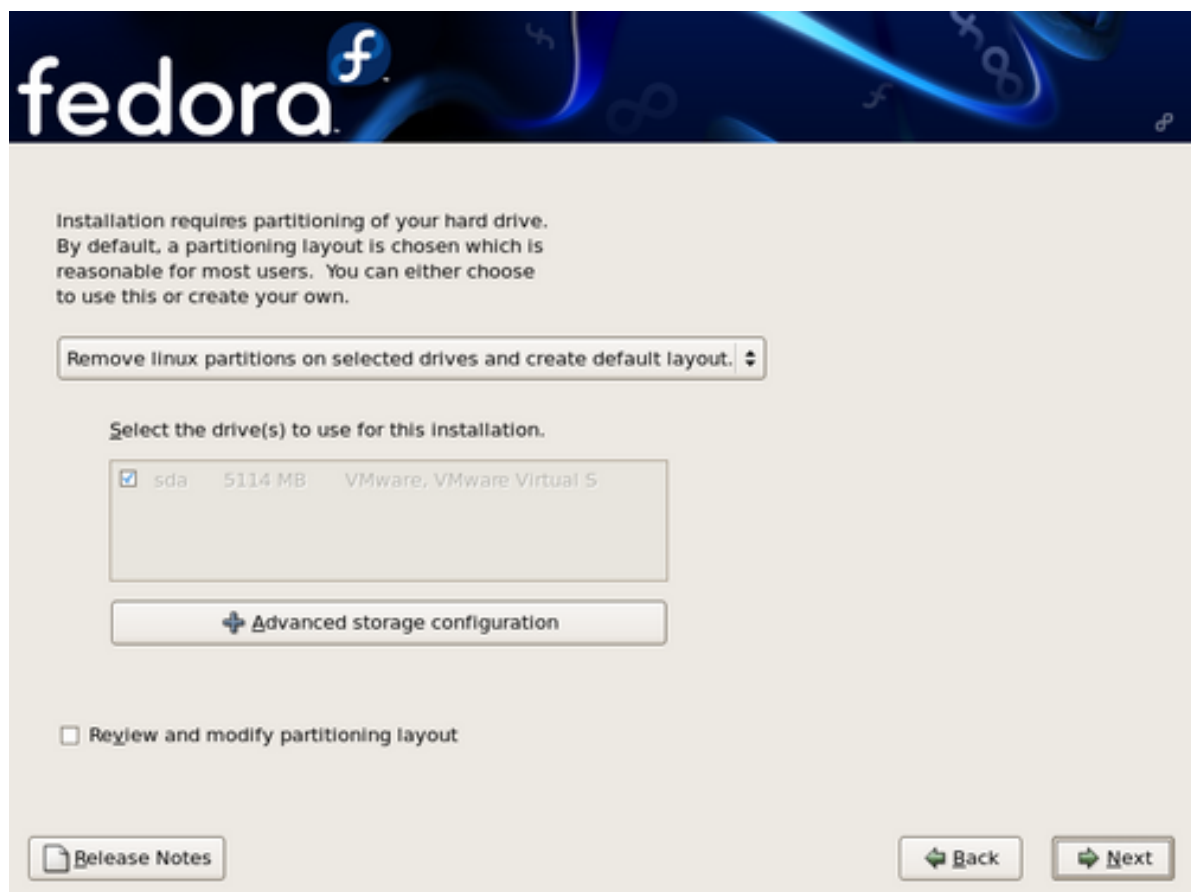 fedora
Installation requires partitioning of your hard drive.
By default, a partitioning layout is chosen which is
reasonable for most users. You can either choose
to use this or create your own.
Remove linux partitions on selected drives and create default layout.
Select the drive(s) to use for this installation.
sda 5114 MB VMware, VMware Virtual S
Advanced storage configuration
Review and modify partitioning layout
Release Notes Back Next